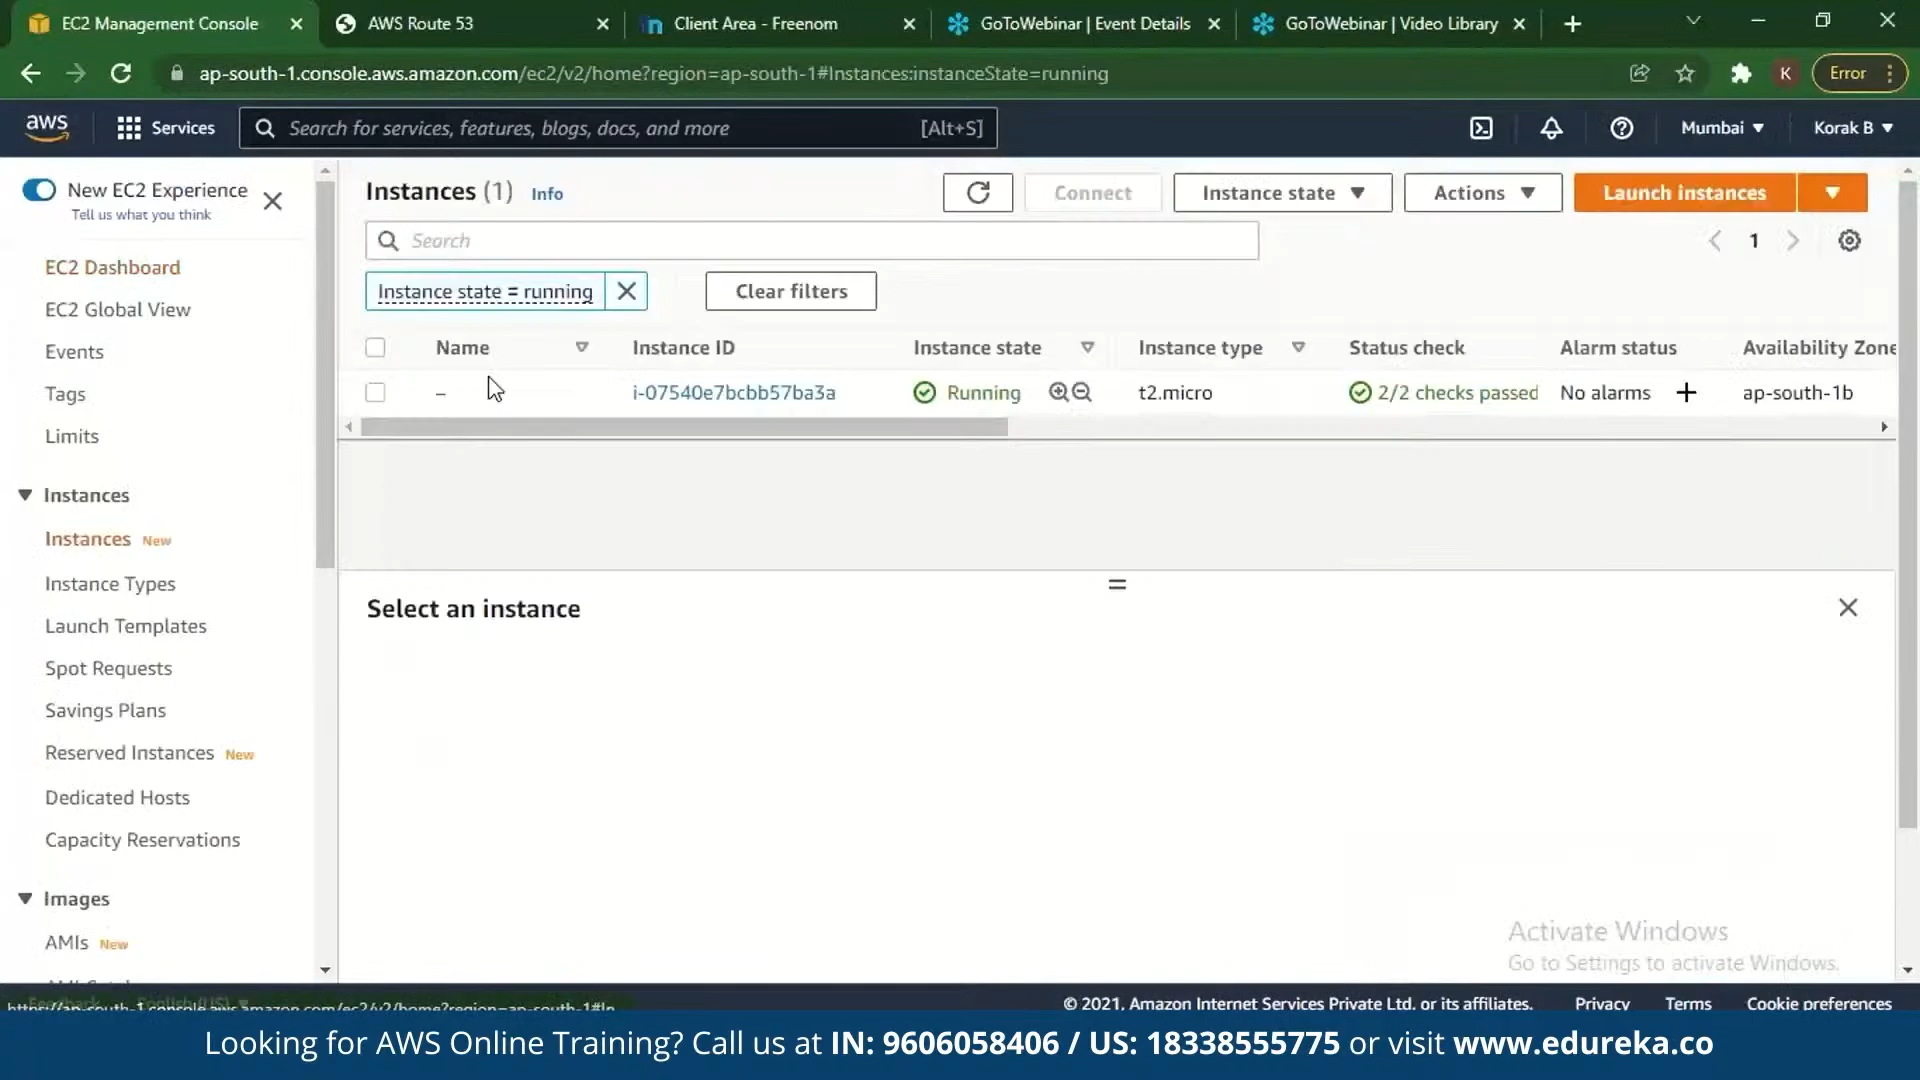 EC2 Management Console
AWS Route 53
Client Area - Freenom
GoToWebinar | Event Details
GoToWebinar | Video Library
ap-south-1.console.aws.amazon.com/ec2/v2/home?region=ap-south-1#Instances:instanceState=running
K
Error
aws
Services
Search for services, features, blogs, docs, and more
[Alt+S]
Mumbai
Korak B
New EC2 Experience
Tell us what you think
EC2 Dashboard
EC2 Global View
Events
Tags
Limits
Instances
Instances New
Instance Types
Launch Templates
Spot Requests
Savings Plans
Reserved Instances New
Dedicated Hosts
Capacity Reservations
Images
AMIs New
Instances (1) Info
Connect
Instance state
Actions
Launch instances
Search
1
Instance state = running
Clear filters
Name Instance ID Instance state Instance type Status check Alarm status Availability Zone
– i-07540e7bcbb57ba3a Running t2.micro 2/2 checks passed No alarms + ap-south-1b
Select an instance
Activate Windows
Go to Settings to activate Windows.
© 2021, Amazon Internet Services Private Ltd. or its affiliates.
Privacy
Terms
Cookie preferences
Looking for AWS Online Training? Call us at IN: 9606058406 / US: 18338555775 or visit www.edureka.co